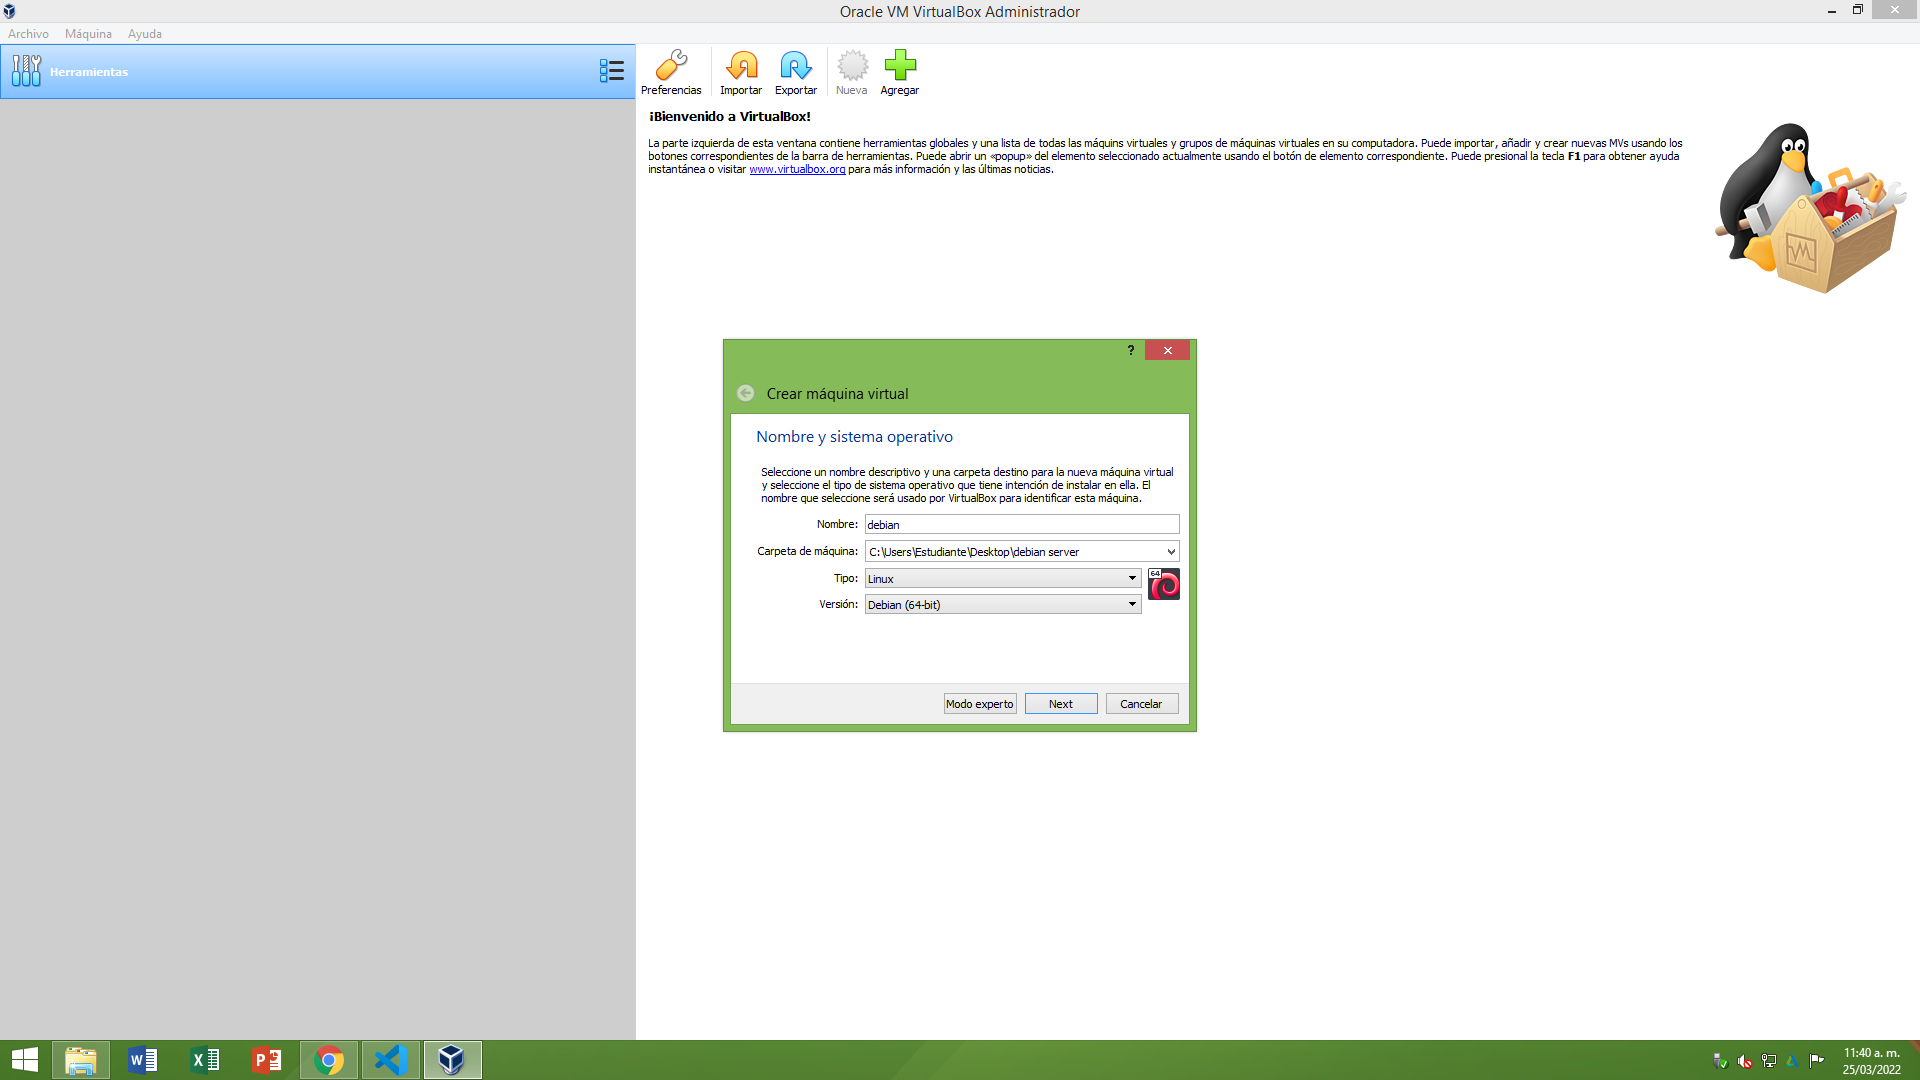 Oracle VM VirtualBox Administrador
Archivo Máquina Ayuda
Herramientas
Preferencias Importar Exportar Nueva Agregar
¡Bienvenido a VirtualBox!
La parte izquierda de esta ventana contiene herramientas globales y una lista de todas las máquins virtuales y grupos de máquinas virtuales en su computadora. Puede importar, añadir y crear nuevas MVs usando los
botones correspondientes de la barra de herramientas. Puede abrir un «popup» del elemento seleccionado actualmente usando el botón de elemento correspondiente. Puede presional la tecla F1 para obtener ayuda
instantánea o visitar www.virtualbox.org para más información y las últimas noticias.
?
Crear máquina virtual
Nombre y sistema operativo
Seleccione un nombre descriptivo y una carpeta destino para la nueva máquina virtual
y seleccione el tipo de sistema operativo que tiene intención de instalar en ella. El
nombre que seleccione será usado por VirtualBox para identificar esta máquina.
Nombre: debian
Carpeta de máquina: C:\Users\Estudiante\Desktop\debian server
Tipo: Linux
64
Versión: Debian (64-bit)
Modo experto Next Cancelar
11:40 a. m.
25/03/2022